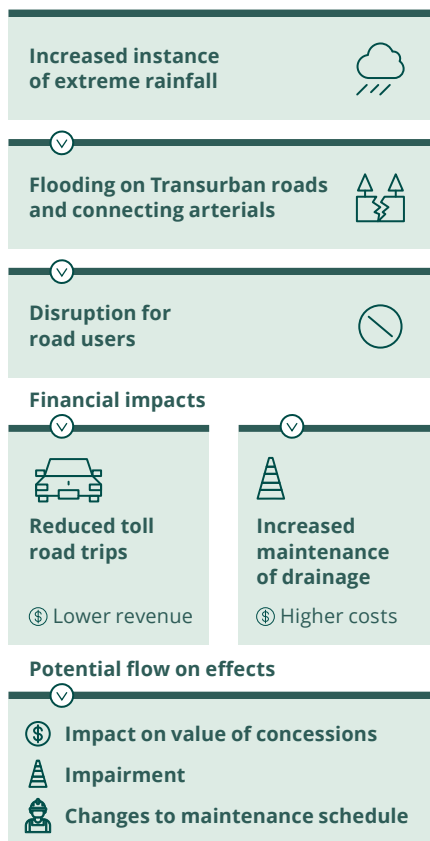 Increased instance
of extreme rainfall
Flooding on Transurban roads
and connecting arterials
Disruption for
road users
Financial impacts
Reduced toll
road trips
$ Lower revenue
Increased
maintenance
of drainage
$ Higher costs
Potential flow on effects
$ Impact on value of concessions
Impairment
Changes to maintenance schedule